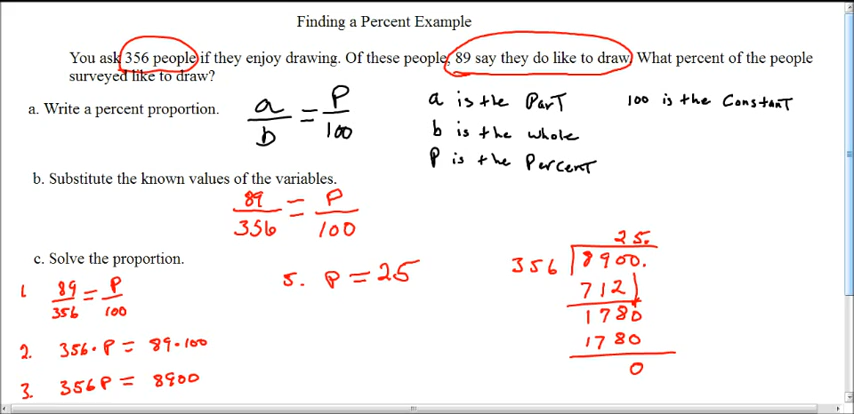 Finding a Percent Example
You ask 356 people if they enjoy drawing. Of these people, 89 say they do like to draw. What percent of the people
surveyed like to draw?
a. Write a percent proportion.
a/b = P/100
a is the Part
b is the whole
P is the Percent
100 is the Constant
b. Substitute the known values of the variables.
89/356 = P/100
c. Solve the proportion.
1. 89/356 = P/100
2. 356·P = 89·100
3. 356P = 8900
5. P = 25
25.
356 8900.
712
1780
1780
0